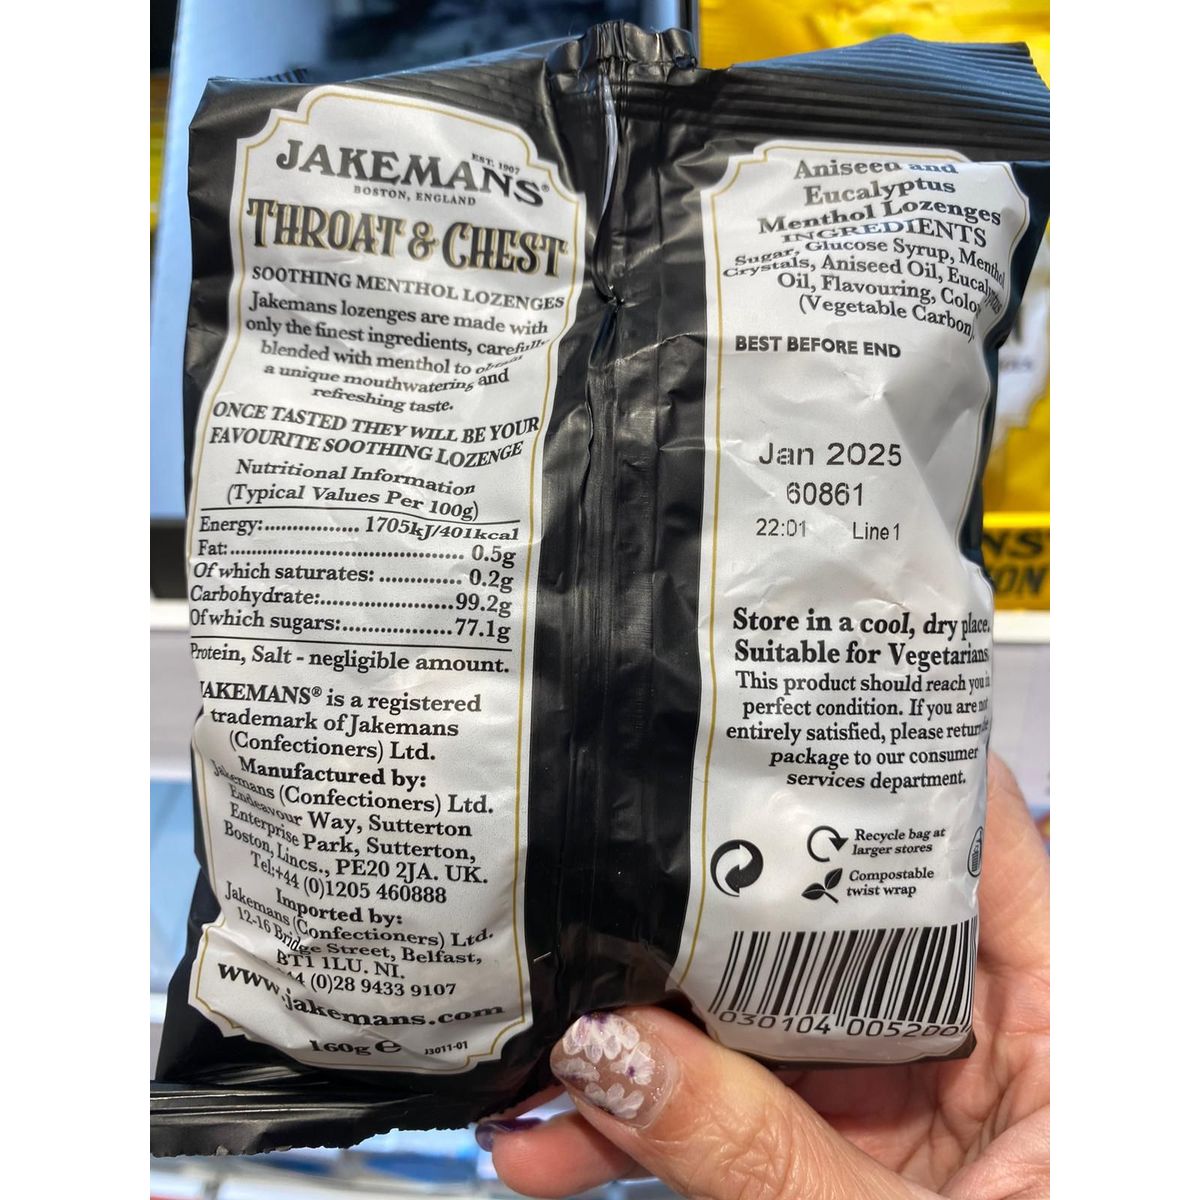 JAKEMANS®
EST. 1907
BOSTON, ENGLAND
THROAT & CHEST
SOOTHING MENTHOL LOZENGES
Jakemans lozenges are made with
only the finest ingredients, carefully
blended with menthol to obtain
a unique mouthwatering and
refreshing taste.
ONCE TASTED THEY WILL BE YOUR
FAVOURITE SOOTHING LOZENGE
Nutritional Information
(Typical Values Per 100g)
Energy:................ 1705kJ/401kcal
Fat:........................................ 0.5g
Of which saturates: ............. 0.2g
Carbohydrate:......................99.2g
Of which sugars:..................77.1g
Protein, Salt - negligible amount.
JAKEMANS® is a registered
trademark of Jakemans
(Confectioners) Ltd.
Manufactured by:
Jakemans (Confectioners) Ltd.
Endeavour Way, Sutterton
Enterprise Park, Sutterton,
Boston, Lincs., PE20 2JA. UK.
Tel:+44 (0)1205 460888
Imported by:
Jakemans (Confectioners) Ltd.
12-16 Bridge Street, Belfast,
BT1 1LU. NI.
44 (0)28 9433 9107
www.jakemans.com
160g e J3011-01
Aniseed and
Eucalyptus
Menthol Lozenges
INGREDIENTS
Sugar, Glucose Syrup, Menthol
Crystals, Aniseed Oil, Eucalyptus
Oil, Flavouring, Colo
(Vegetable Carbon)
BEST BEFORE END
Jan 2025
60861
22:01 Line1
Store in a cool, dry place.
Suitable for Vegetarians
This product should reach you in
perfect condition. If you are not
entirely satisfied, please return the
package to our consumer
services department.
Recycle bag at
larger stores
Compostable
twist wrap
030104 005200
NS
ON